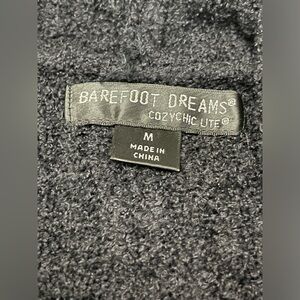 BAREFOOT DREAMS®
COZYCHIC LITE®
M
MADE IN
CHINA